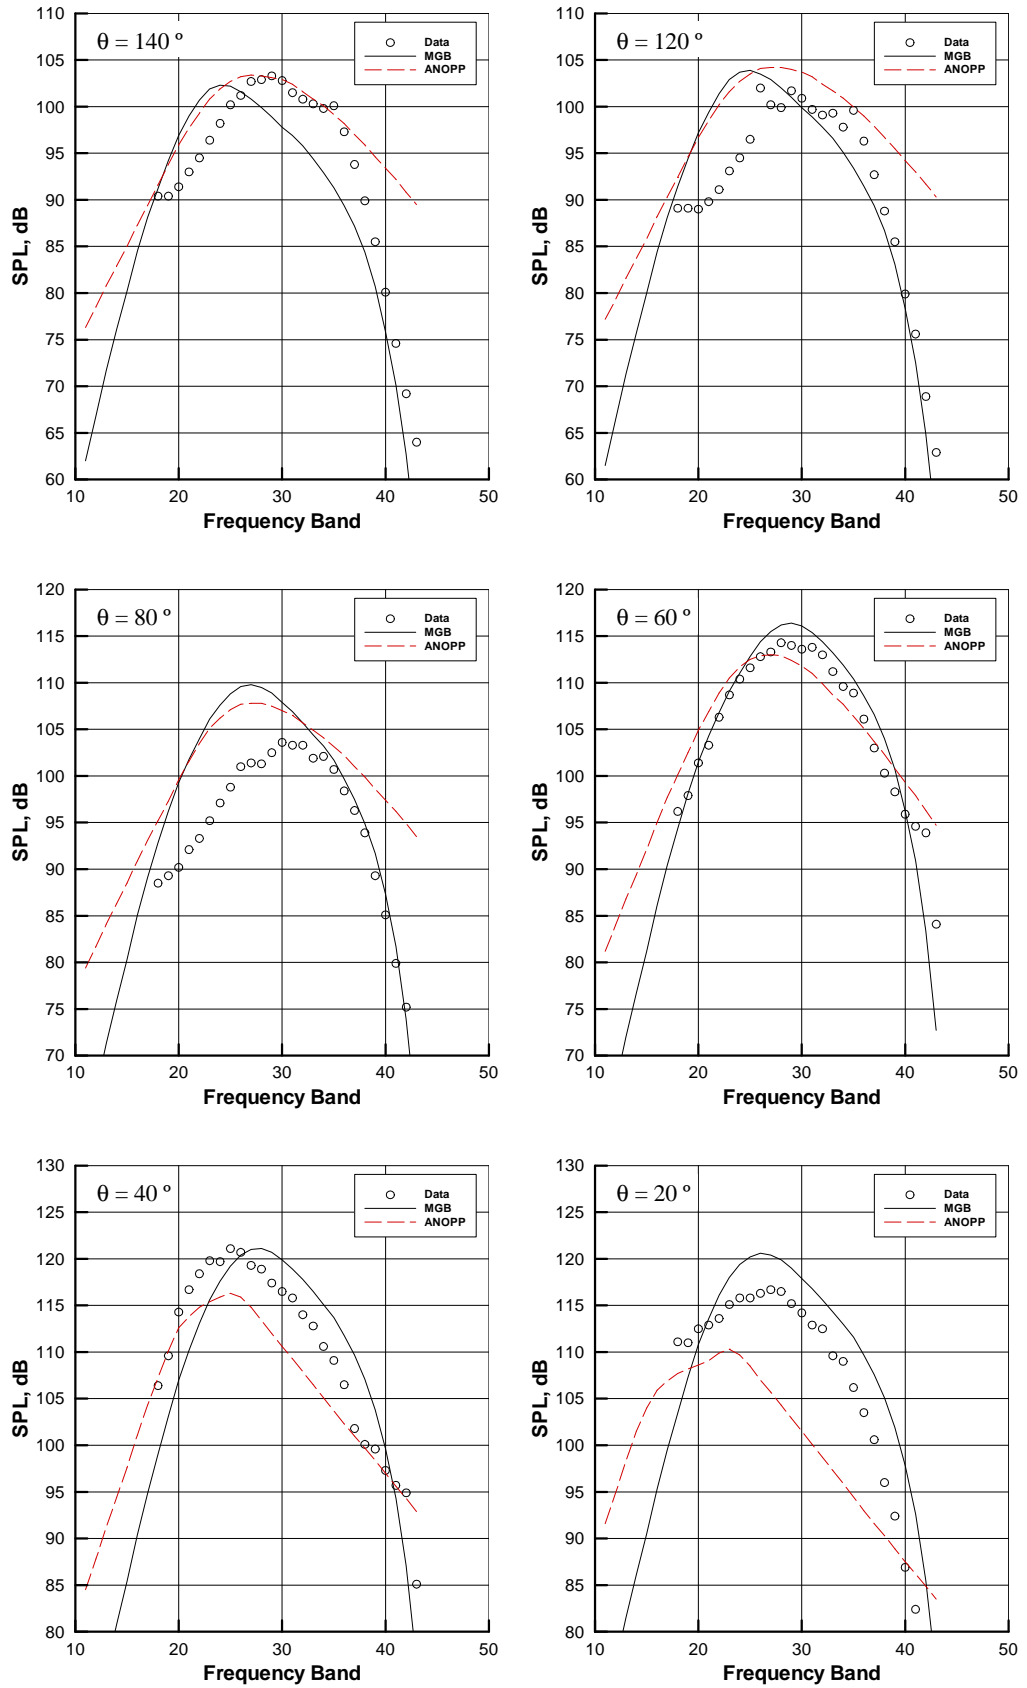 θ = 140 º
Data
MGB
ANOPP
SPL, dB
110
105
100
95
90
85
80
75
70
65
60
10 20 30 40 50
Frequency Band
θ = 120 º
Data
MGB
ANOPP
SPL, dB
110
105
100
95
90
85
80
75
70
65
60
10 20 30 40 50
Frequency Band
θ = 80 º
Data
MGB
ANOPP
SPL, dB
120
115
110
105
100
95
90
85
80
75
70
10 20 30 40 50
Frequency Band
θ = 60 º
Data
MGB
ANOPP
SPL, dB
120
115
110
105
100
95
90
85
80
75
70
10 20 30 40 50
Frequency Band
θ = 40 º
Data
MGB
ANOPP
SPL, dB
130
125
120
115
110
105
100
95
90
85
80
10 20 30 40 50
Frequency Band
θ = 20 º
Data
MGB
ANOPP
SPL, dB
130
125
120
115
110
105
100
95
90
85
80
10 20 30 40 50
Frequency Band